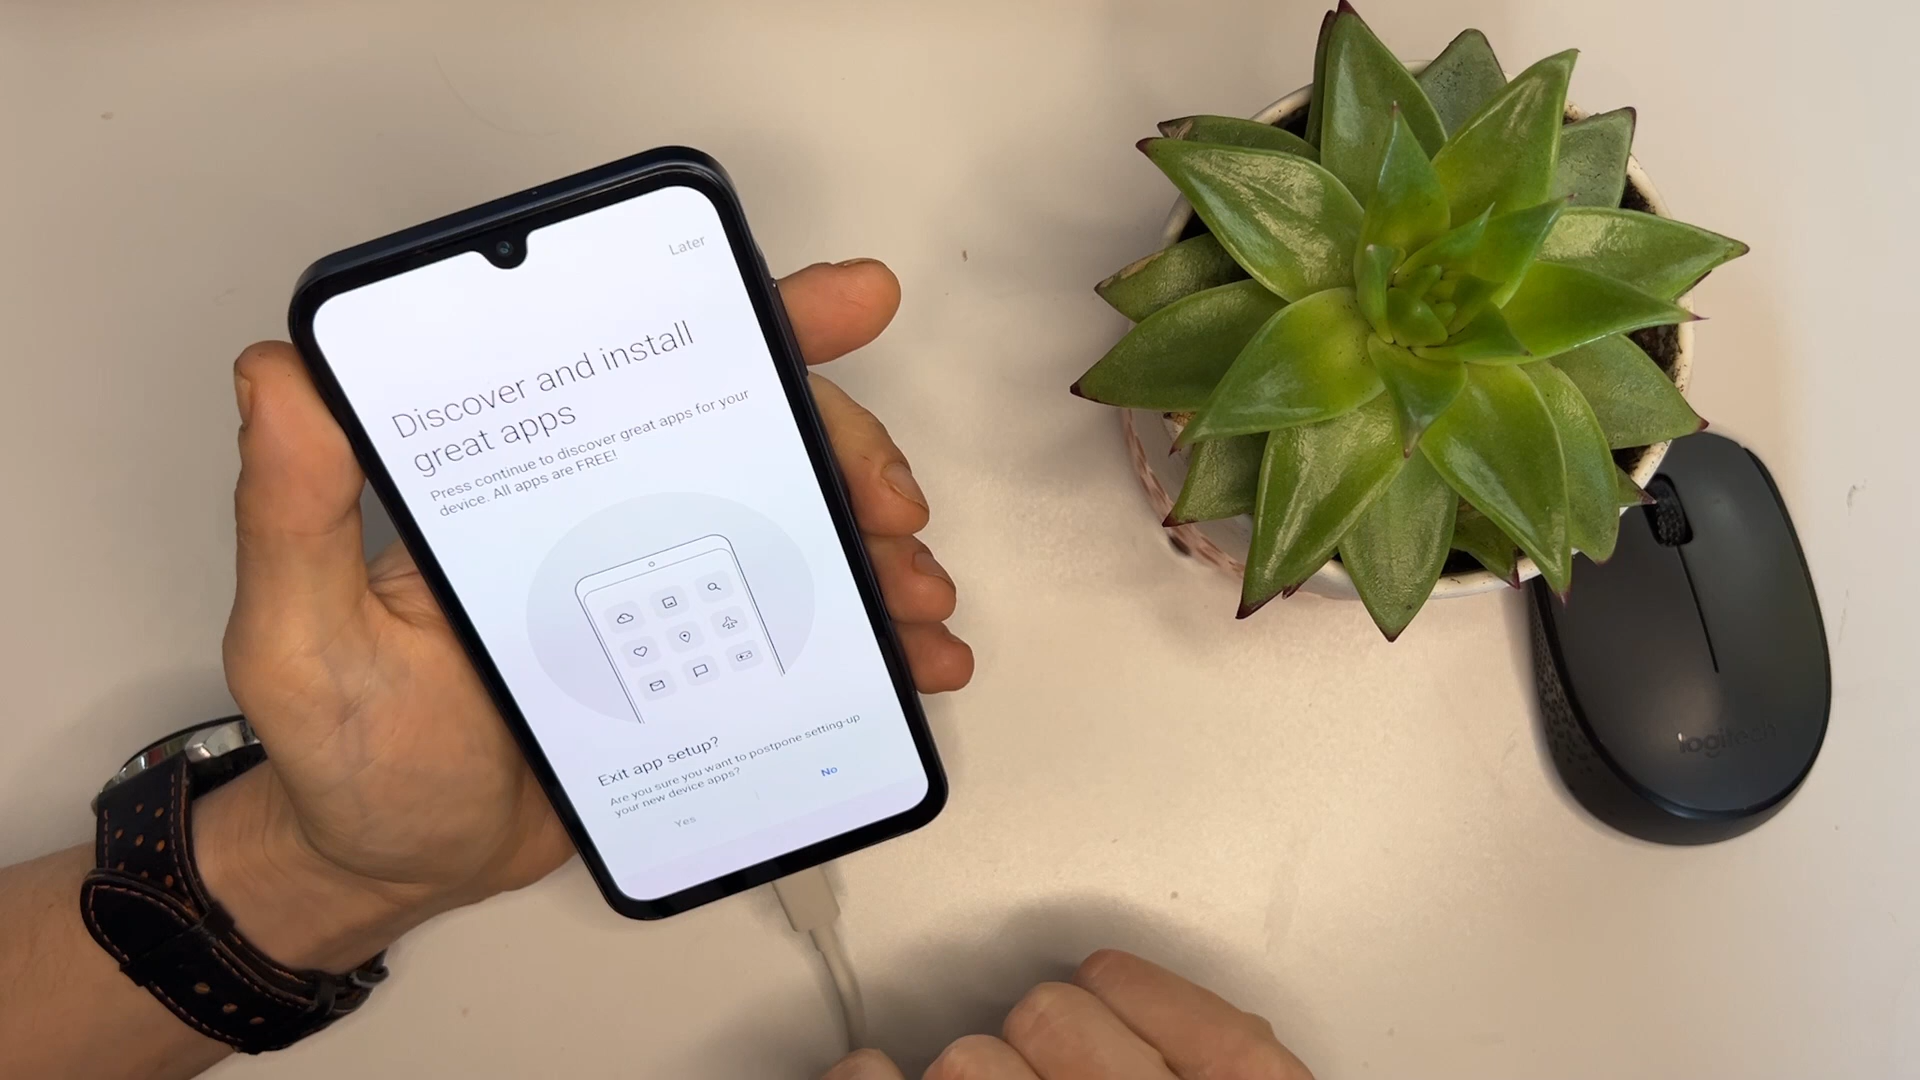 Later
Discover and install
great apps
Press continue to discover great apps for your
device. All apps are FREE!
Exit app setup?
Are you sure you want to postpone setting-up
your new device apps?
Yes
No
logitech